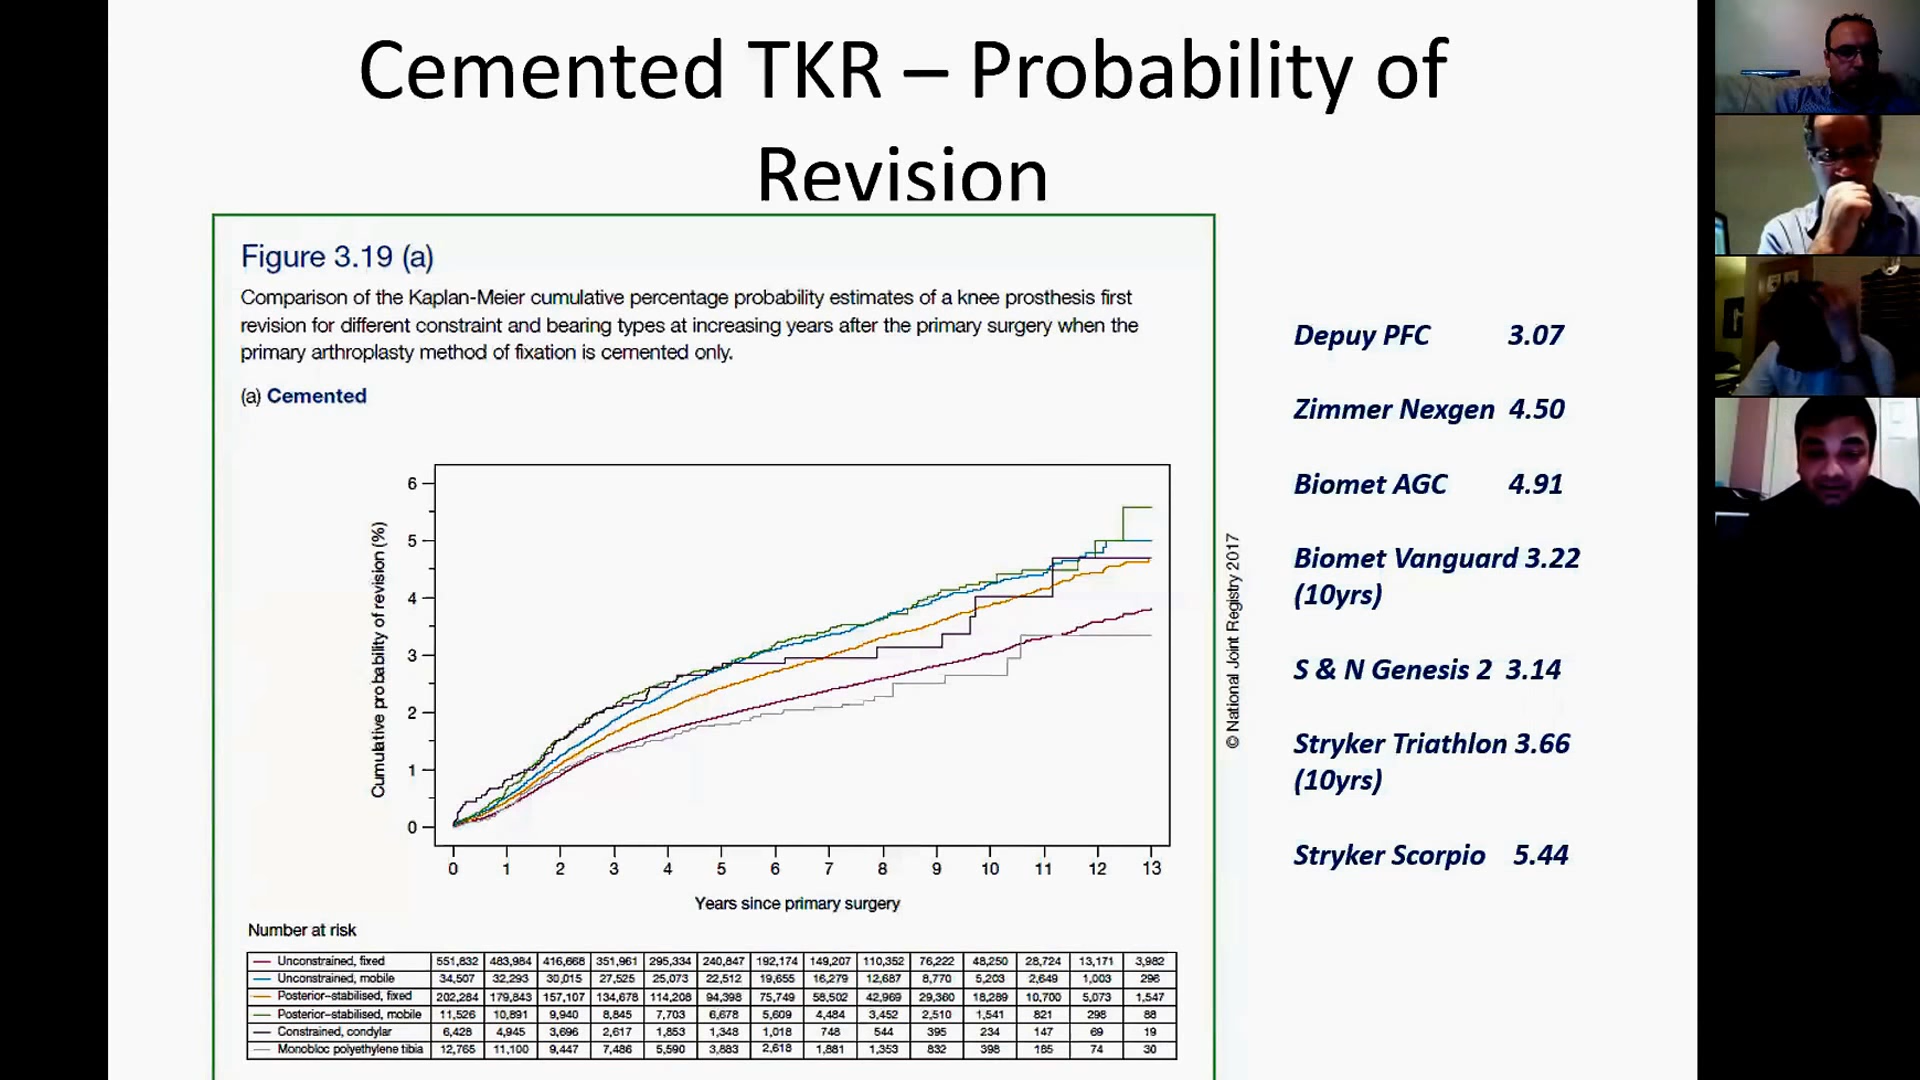 Cemented TKR – Probability of
Revision
Figure 3.19 (a)
Comparison of the Kaplan-Meier cumulative percentage probability estimates of a knee prosthesis first
revision for different constraint and bearing types at increasing years after the primary surgery when the
primary arthroplasty method of fixation is cemented only.
(a) Cemented
Cumulative probability of revision (%)
6
5
4
3
2
1
0
0 1 2 3 4 5 6 7 8 9 10 11 12 13
Years since primary surgery
© National Joint Registry 2017
Number at risk
Unconstrained, fixed 551,832 483,984 416,668 351,961 295,334 240,847 192,174 149,207 110,352 76,222 48,250 28,724 13,171 3,982
Unconstrained, mobile 34,507 32,293 30,015 27,525 25,073 22,512 19,655 16,279 12,687 8,770 5,203 2,649 1,003 296
Posterior-stabilised, fixed 202,284 179,843 157,107 134,678 114,208 94,398 75,749 58,502 42,969 29,360 18,289 10,700 5,073 1,547
Posterior-stabilised, mobile 11,526 10,891 9,940 8,845 7,703 6,678 5,609 4,484 3,452 2,510 1,541 821 298 88
Constrained, condylar 6,428 4,945 3,696 2,617 1,853 1,348 1,018 748 544 395 234 147 69 19
Monobloc polyethylene tibia 12,765 11,100 9,447 7,486 5,590 3,883 2,618 1,881 1,353 832 398 185 74 30
Depuy PFC 3.07
Zimmer Nexgen 4.50
Biomet AGC 4.91
Biomet Vanguard 3.22
(10yrs)
S & N Genesis 2 3.14
Stryker Triathlon 3.66
(10yrs)
Stryker Scorpio 5.44